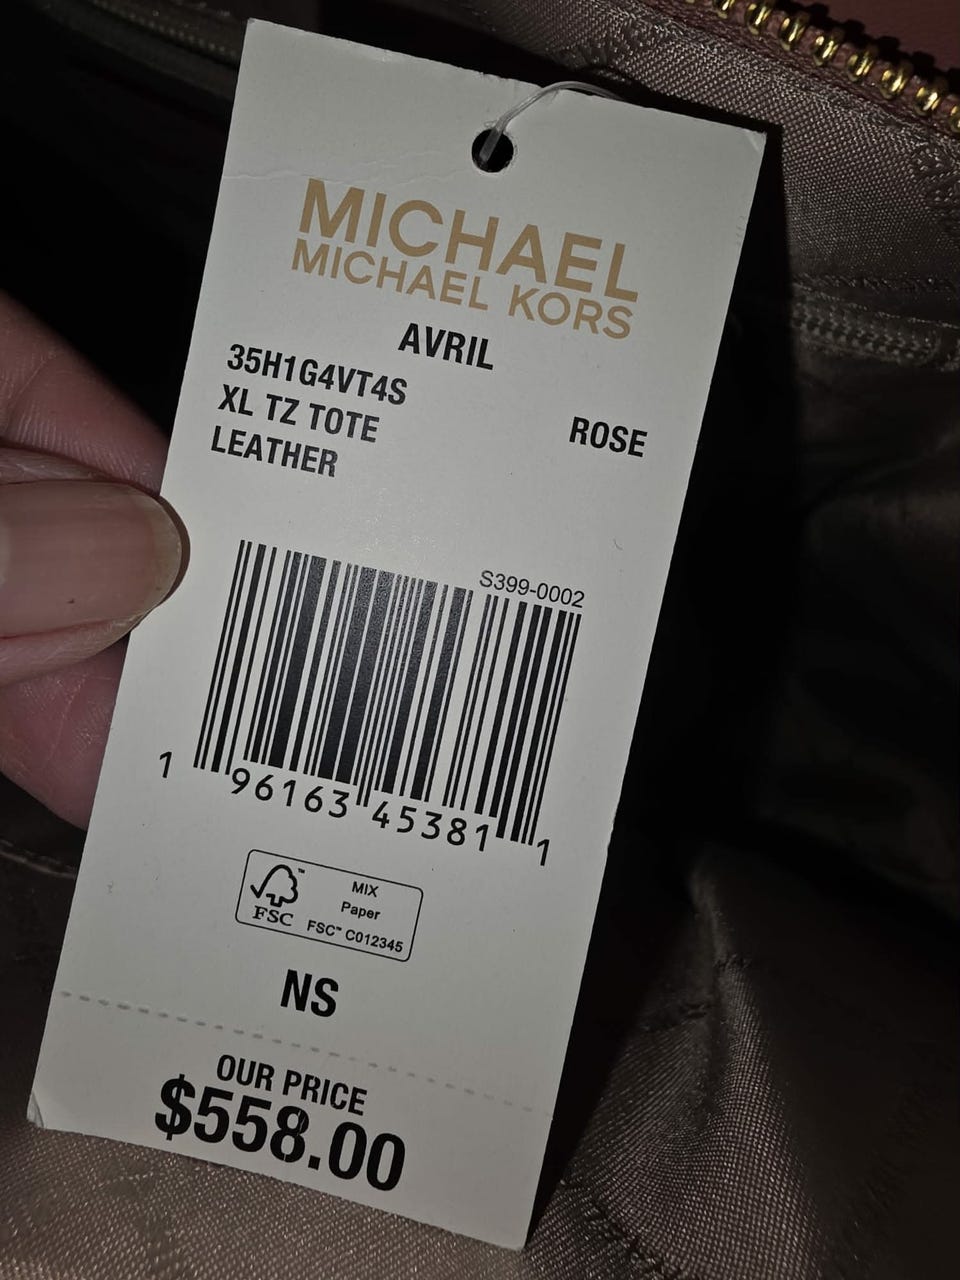 MICHAEL
MICHAEL KORS
AVRIL
35H1G4VT4S
XL TZ TOTE
ROSE
LEATHER
S399-0002
1 96163 45381 1
FSC™
MIX
Paper
FSC™ C012345
NS
OUR PRICE
$558.00